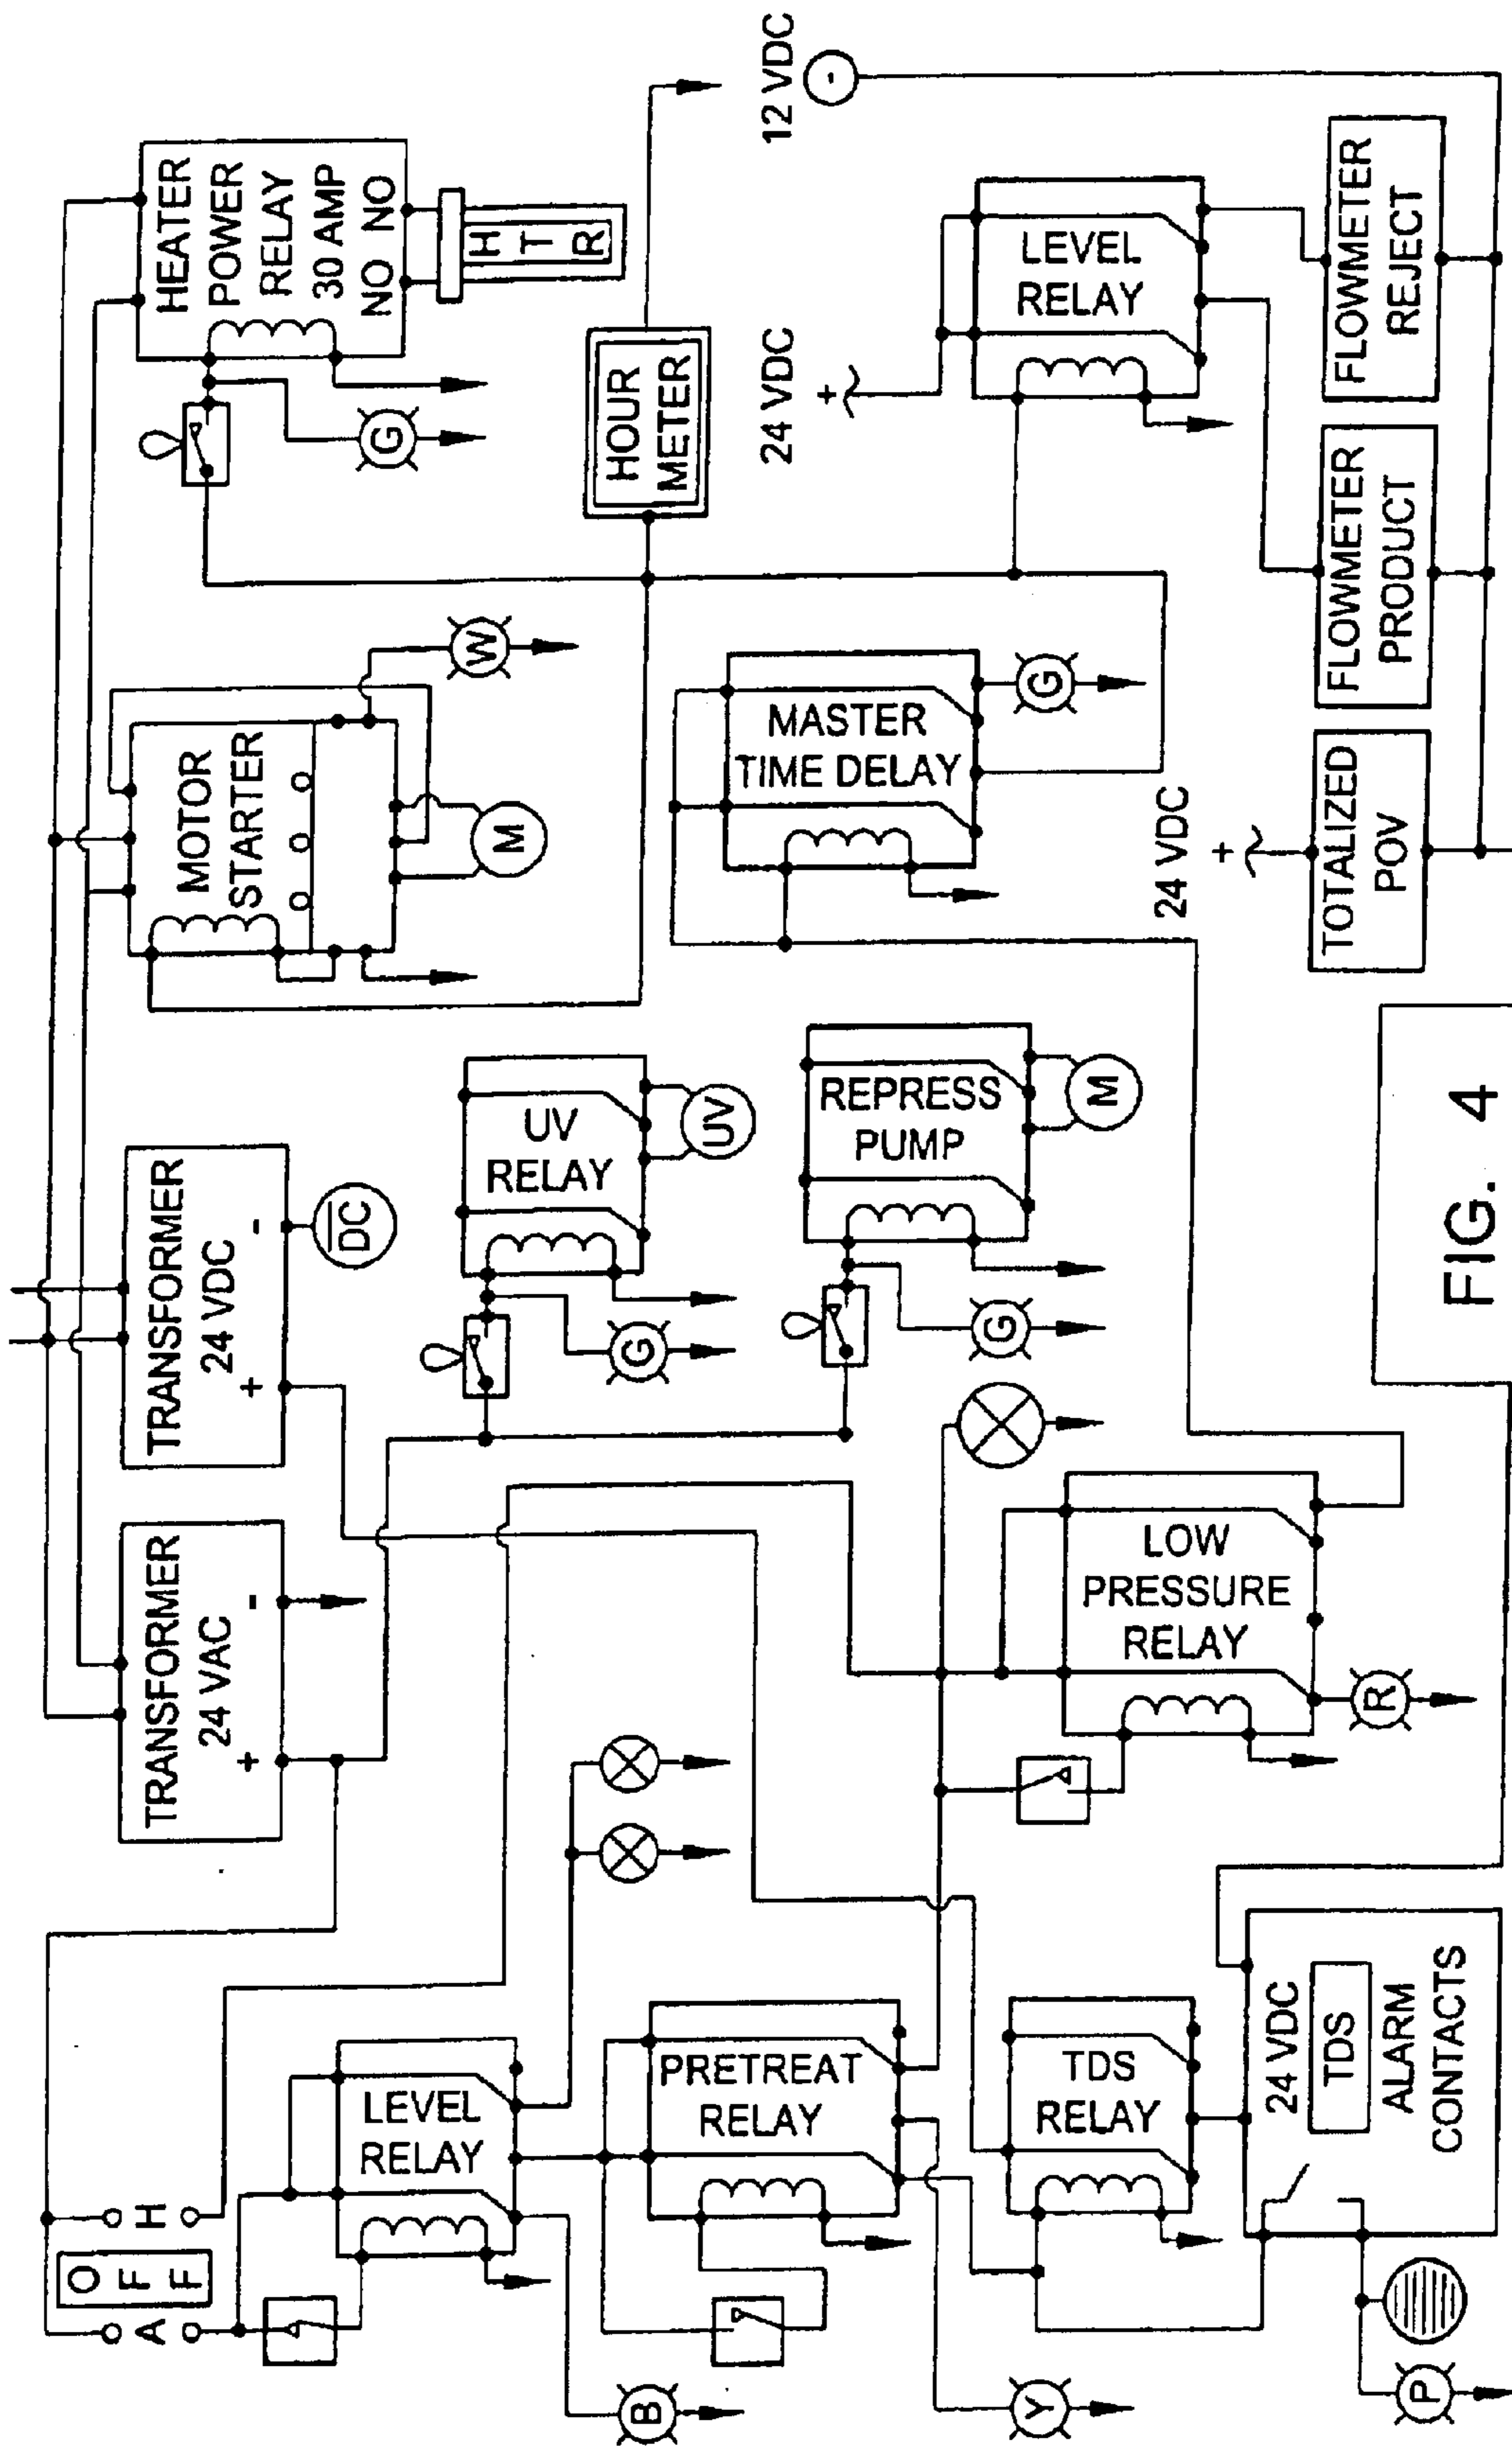 TRANSFORMER
24 VAC
+ -
TRANSFORMER
24 VDC
+ -
DC
MOTOR
STARTER
M
W
HEATER
POWER
RELAY
30 AMP
NO NO
H
T
R
G
HOUR
METER
O
F
F
A
H
LEVEL
RELAY
B
PRETREAT
RELAY
Y
TDS
RELAY
24 VDC
TDS
ALARM
CONTACTS
P
UV
RELAY
UV
G
REPRESS
PUMP
M
G
LOW
PRESSURE
RELAY
R
MASTER
TIME DELAY
G
24 VDC
+
LEVEL
RELAY
12 VDC
-
24 VDC
+
TOTALIZED
POV
FLOWMETER
PRODUCT
FLOWMETER
REJECT
FIG. 4